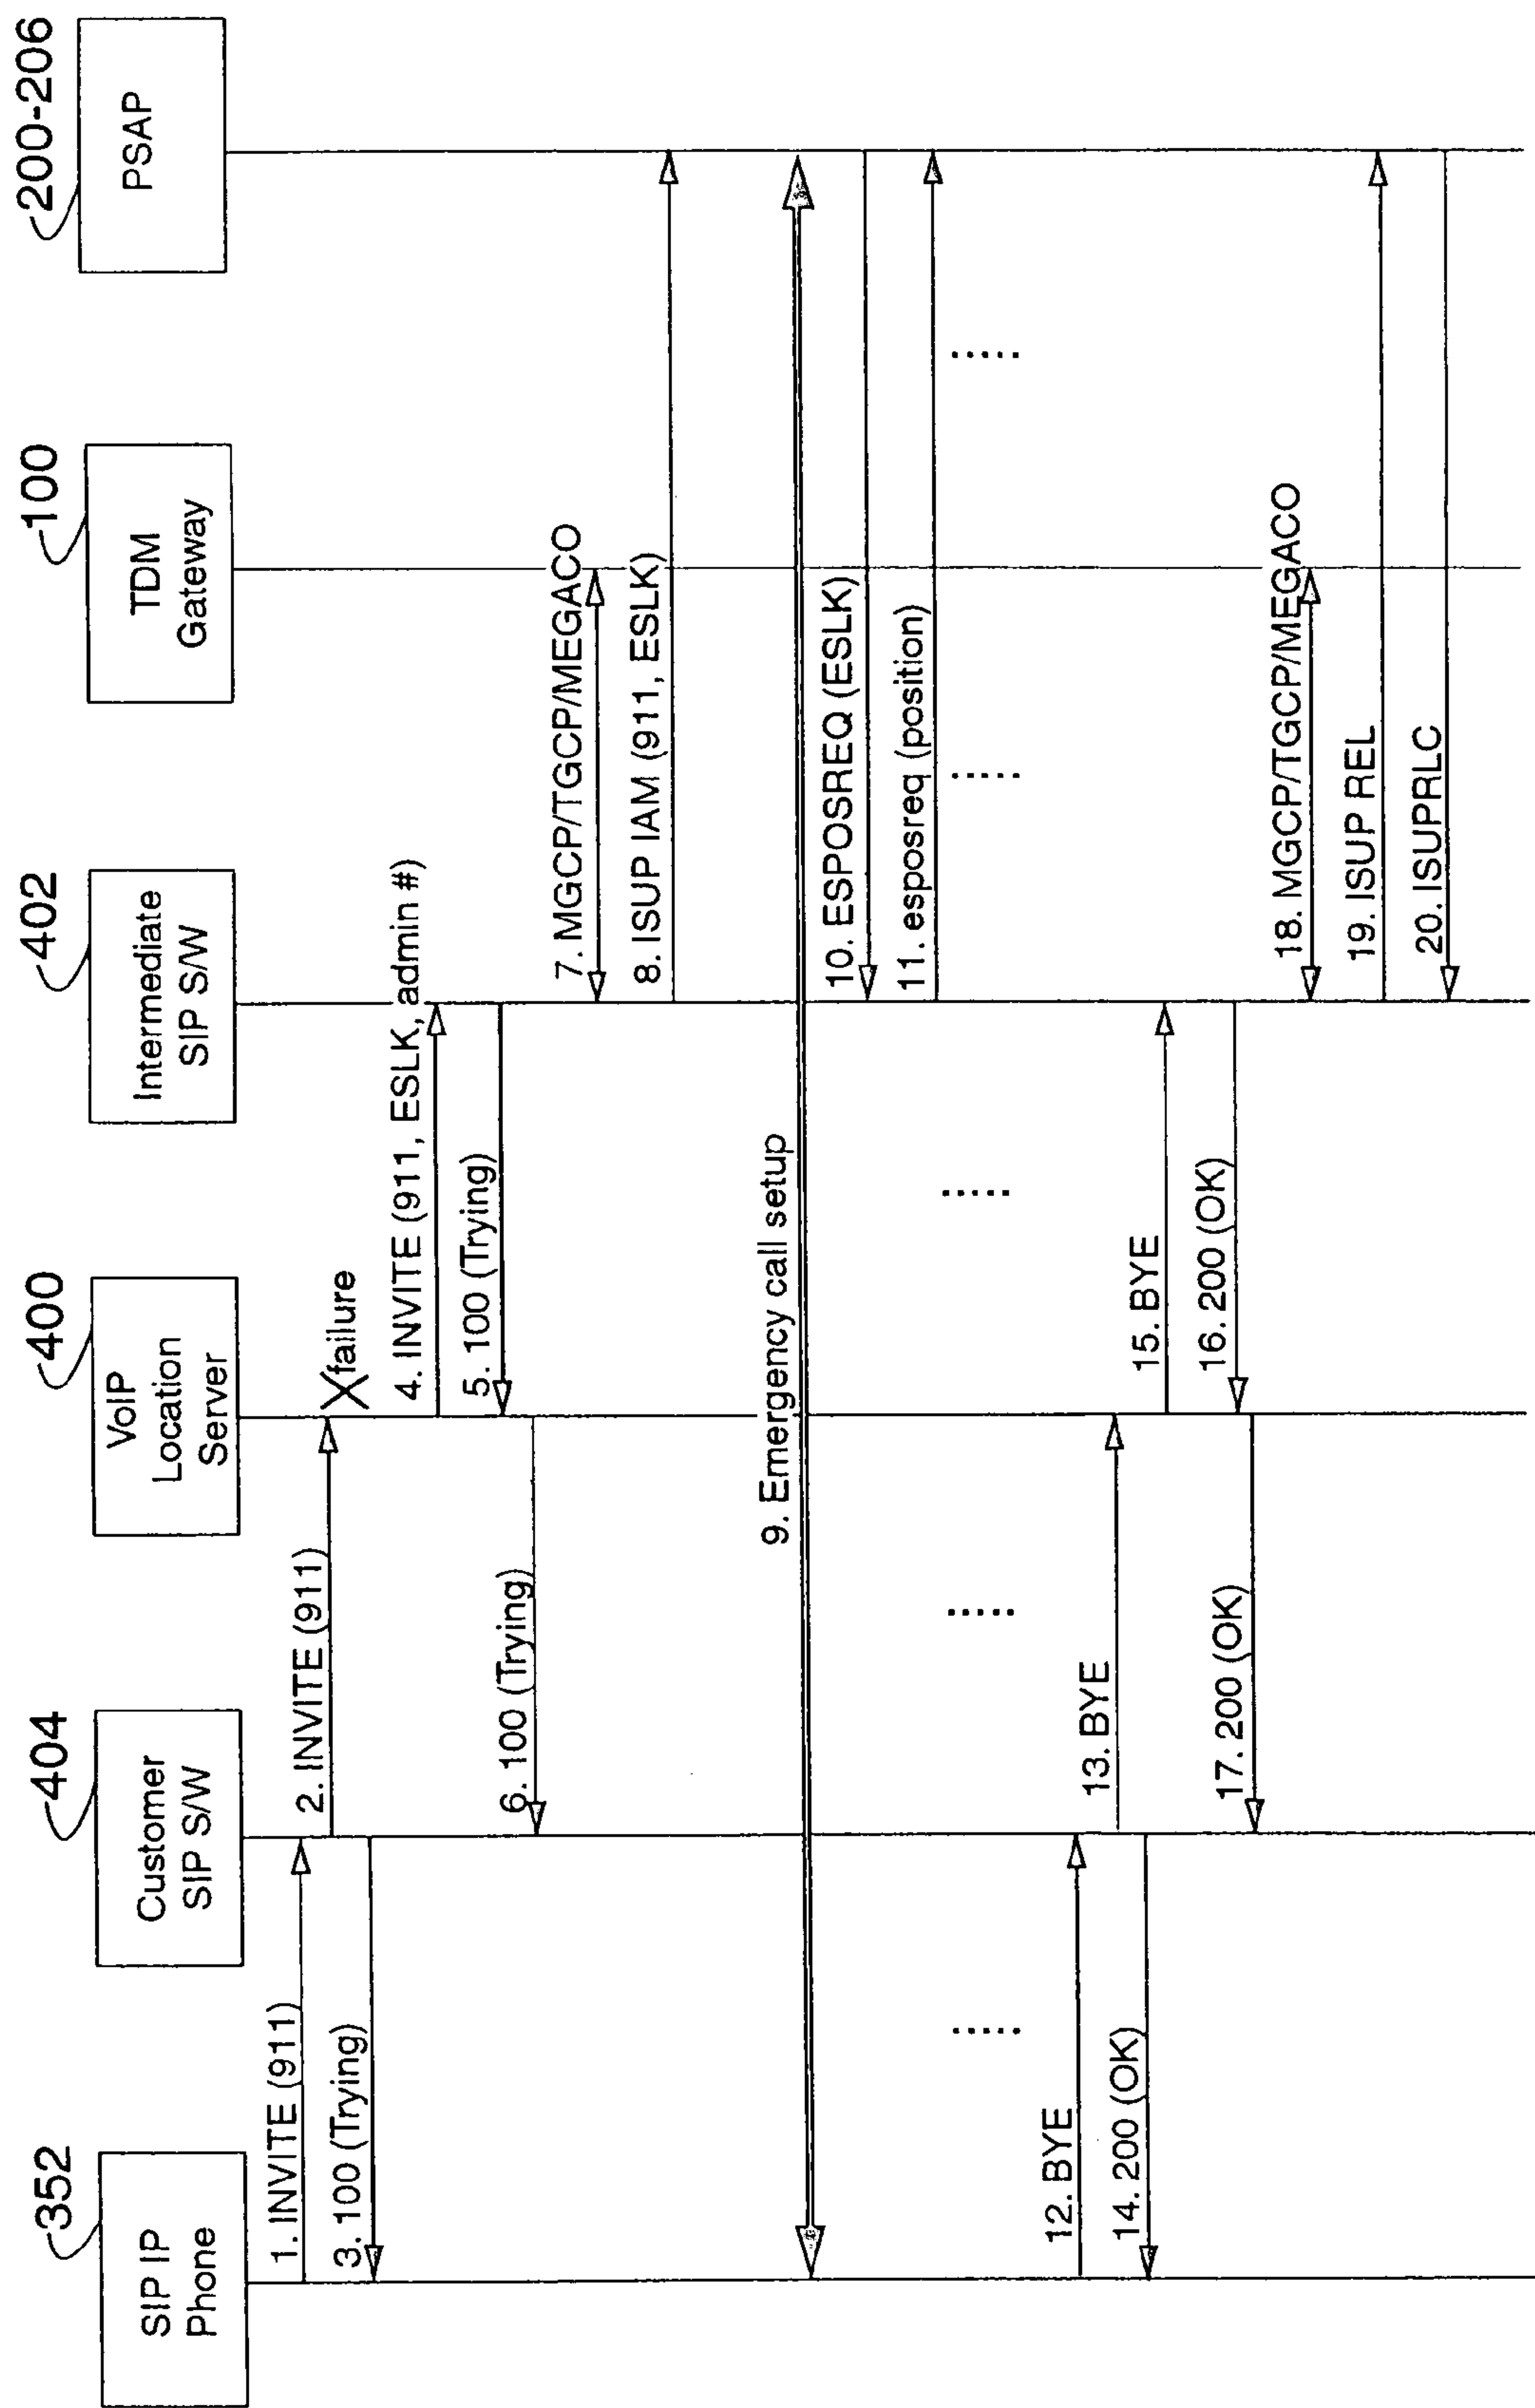 352
SIP IP
Phone
404
Customer
SIP S/W
400
VoIP
Location
Server
402
Intermediate
SIP S/W
100
TDM
Gateway
200-206
PSAP
1. INVITE (911)
2. INVITE (911)
X failure
3. 100 (Trying)
4. INVITE (911, ESLK, admin #)
5. 100 (Trying)
6. 100 (Trying)
7. MGCP/TGCP/MEGACO
8. ISUP IAM (911, ESLK)
9. Emergency call setup
10. ESPOSREQ (ESLK)
11. esposreq (position)
.....
.....
.....
.....
.....
12. BYE
13. BYE
14. 200 (OK)
15. BYE
16. 200 (OK)
17. 200 (OK)
18. MGCP/TGCP/MEGACO
19. ISUP REL
20. ISUPRLC